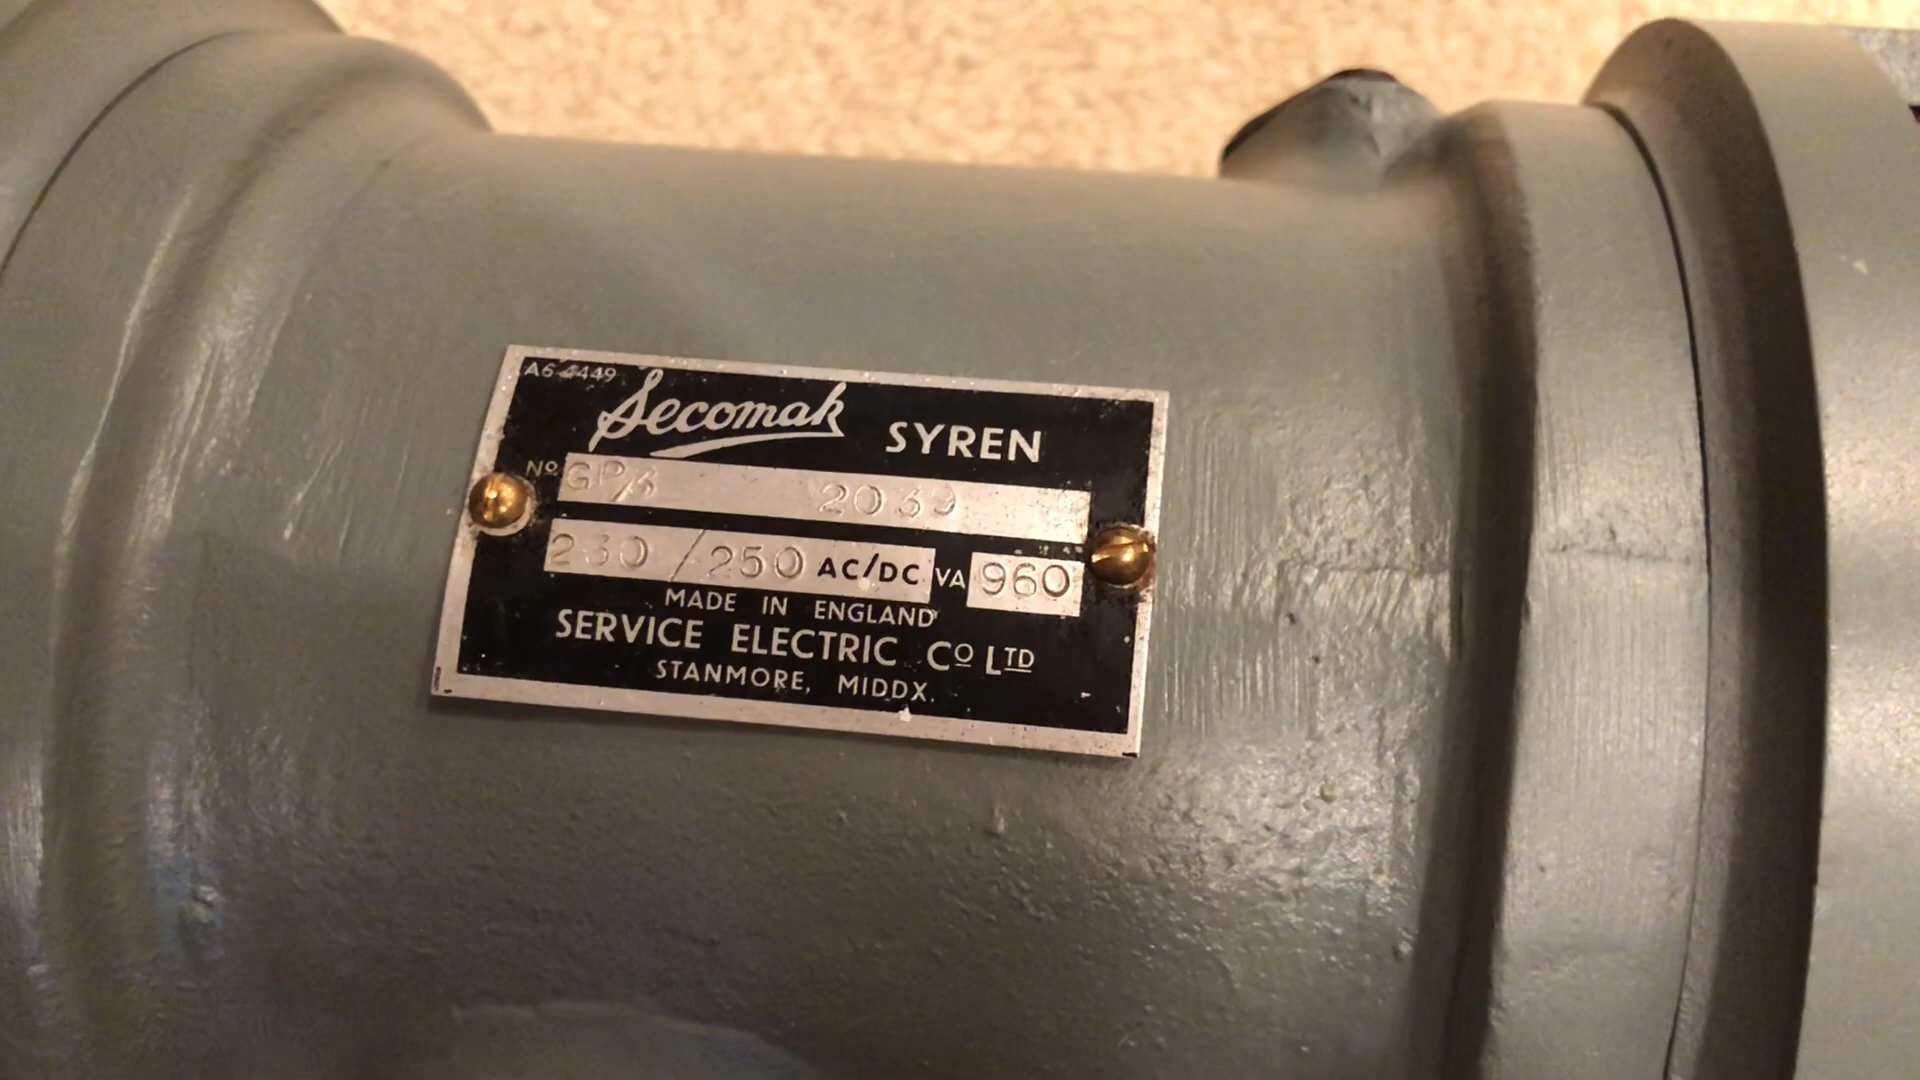 A6-4449
Secomak SYREN
No GP/3 2039
230/250 AC/DC VA 960
MADE IN ENGLAND
SERVICE ELECTRIC Co LTD
STANMORE, MIDDX.